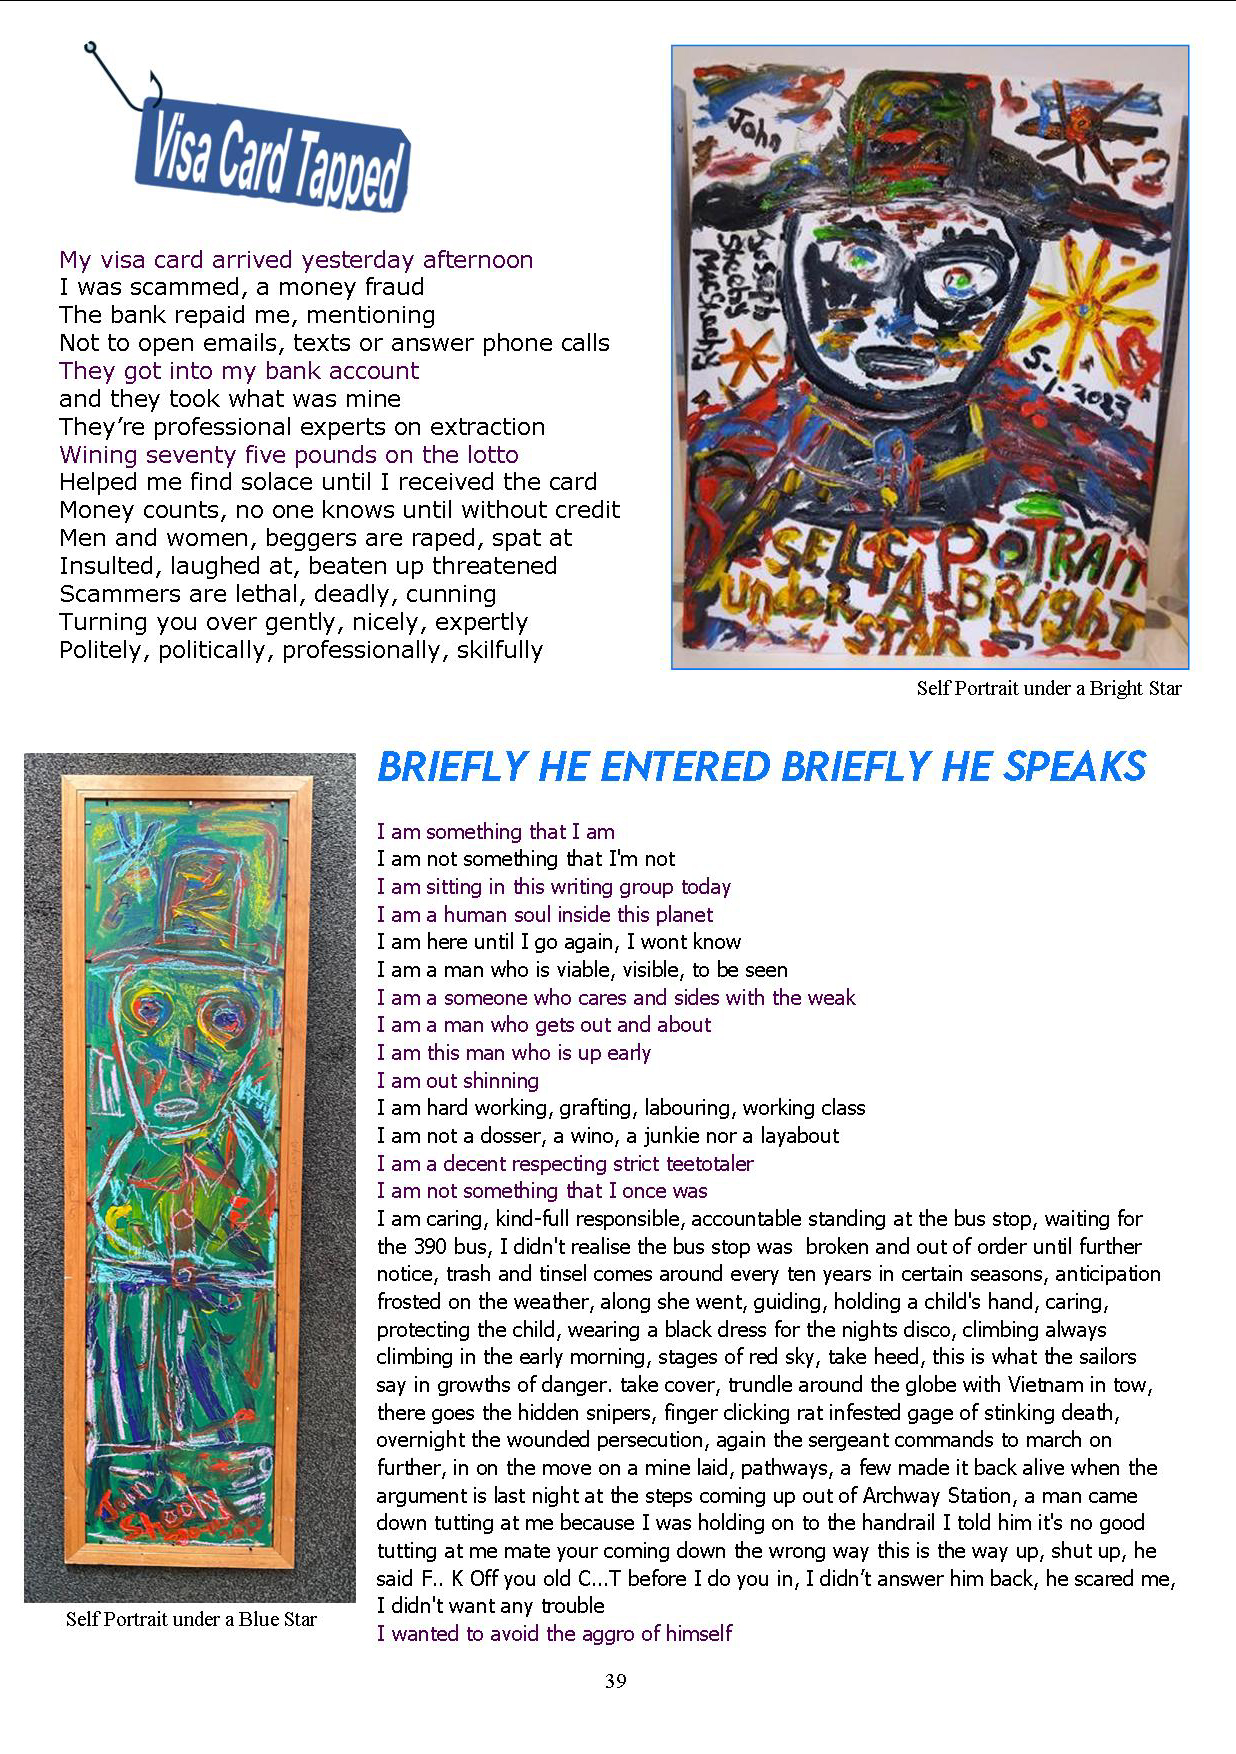 Visa Card Tapped
My visa card arrived yesterday afternoon
I was scammed, a money fraud
The bank repaid me, mentioning
Not to open emails, texts or answer phone calls
They got into my bank account
and they took what was mine
They’re professional experts on extraction
Wining seventy five pounds on the lotto
Helped me find solace until I received the card
Money counts, no one knows until without credit
Men and women, beggers are raped, spat at
Insulted, laughed at, beaten up threatened
Scammers are lethal, deadly, cunning
Turning you over gently, nicely, expertly
Politely, politically, professionally, skilfully
John
Joseph
Sheehy
MacSheehy
5.1.2023
SELF POTRAIT
under A BRight
STAR
Self Portrait under a Bright Star
BRIEFLY HE ENTERED BRIEFLY HE SPEAKS
I am something that I am
I am not something that I'm not
I am sitting in this writing group today
I am a human soul inside this planet
I am here until I go again, I wont know
I am a man who is viable, visible, to be seen
I am a someone who cares and sides with the weak
I am a man who gets out and about
I am this man who is up early
I am out shinning
I am hard working, grafting, labouring, working class
I am not a dosser, a wino, a junkie nor a layabout
I am a decent respecting strict teetotaler
I am not something that I once was
I am caring, kind-full responsible, accountable standing at the bus stop, waiting for
the 390 bus, I didn't realise the bus stop was broken and out of order until further
notice, trash and tinsel comes around every ten years in certain seasons, anticipation
frosted on the weather, along she went, guiding, holding a child's hand, caring,
protecting the child, wearing a black dress for the nights disco, climbing always
climbing in the early morning, stages of red sky, take heed, this is what the sailors
say in growths of danger. take cover, trundle around the globe with Vietnam in tow,
there goes the hidden snipers, finger clicking rat infested gage of stinking death,
overnight the wounded persecution, again the sergeant commands to march on
further, in on the move on a mine laid, pathways, a few made it back alive when the
argument is last night at the steps coming up out of Archway Station, a man came
down tutting at me because I was holding on to the handrail I told him it's no good
tutting at me mate your coming down the wrong way this is the way up, shut up, he
said F.. K Off you old C...T before I do you in, I didn’t answer him back, he scared me,
I didn't want any trouble
I wanted to avoid the aggro of himself
John
Sheehy
Self Portrait under a Blue Star
39